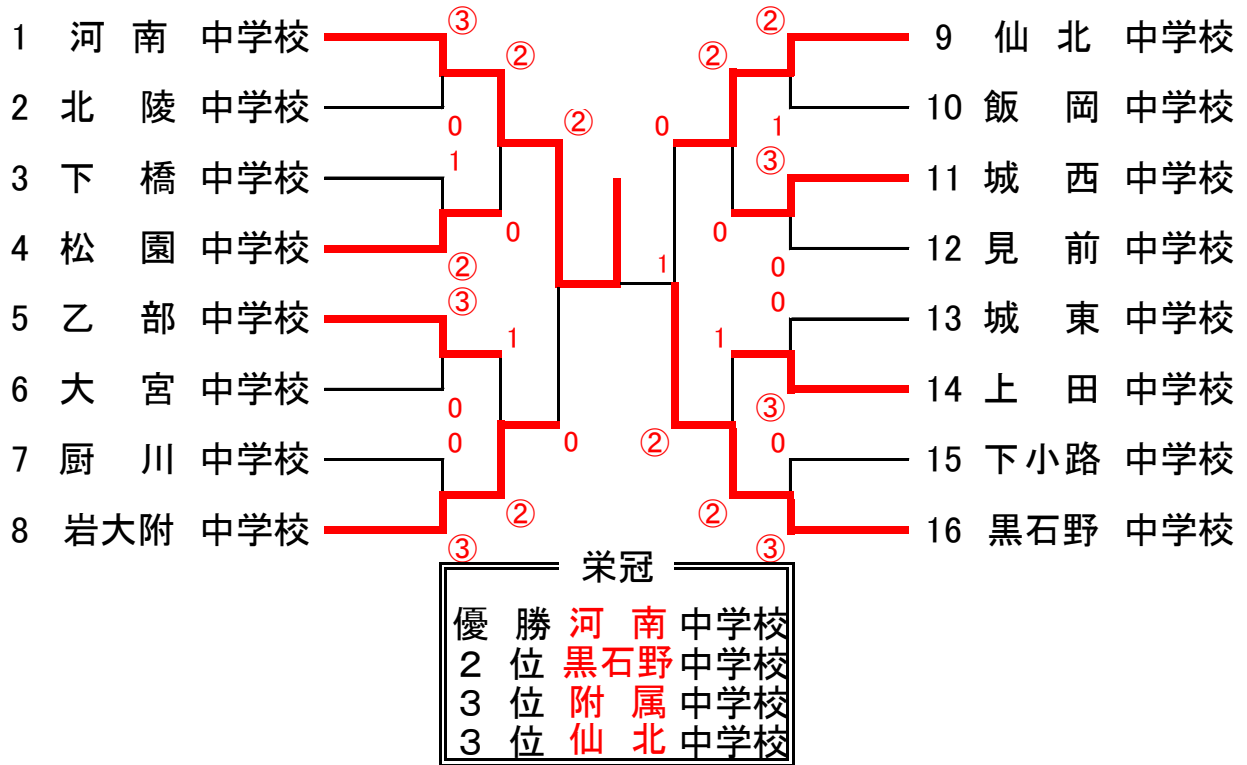 1 河南 中学校 ③ ② 9 仙北 中学校
② ②
2 北陵 中学校 0 ② 0 1 10 飯岡 中学校
3 下橋 中学校 1 ③ 11 城西 中学校
4 松園 中学校 ② 0 1 0 0 12 見前 中学校
5 乙部 中学校 ③ 1 1 0 13 城東 中学校
6 大宮 中学校 0 ③ 14 上田 中学校
7 厨川 中学校 0 0 ② 0 15 下小路 中学校
8 岩大附 中学校 ③ ② ② ③ 16 黒石野 中学校
栄冠
優勝 河南 中学校
2位 黒石野 中学校
3位 附属 中学校
3位 仙北 中学校